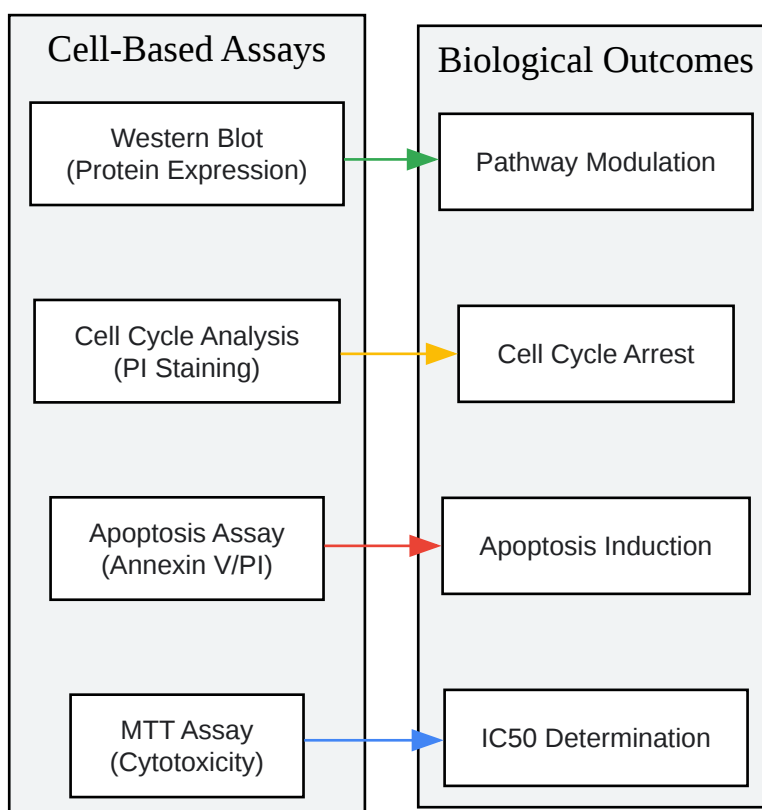 Cell-Based Assays
Biological Outcomes
Western Blot
(Protein Expression)
Pathway Modulation
Cell Cycle Analysis
(PI Staining)
Cell Cycle Arrest
Apoptosis Assay
(Annexin V/PI)
Apoptosis Induction
MTT Assay
(Cytotoxicity)
IC50 Determination